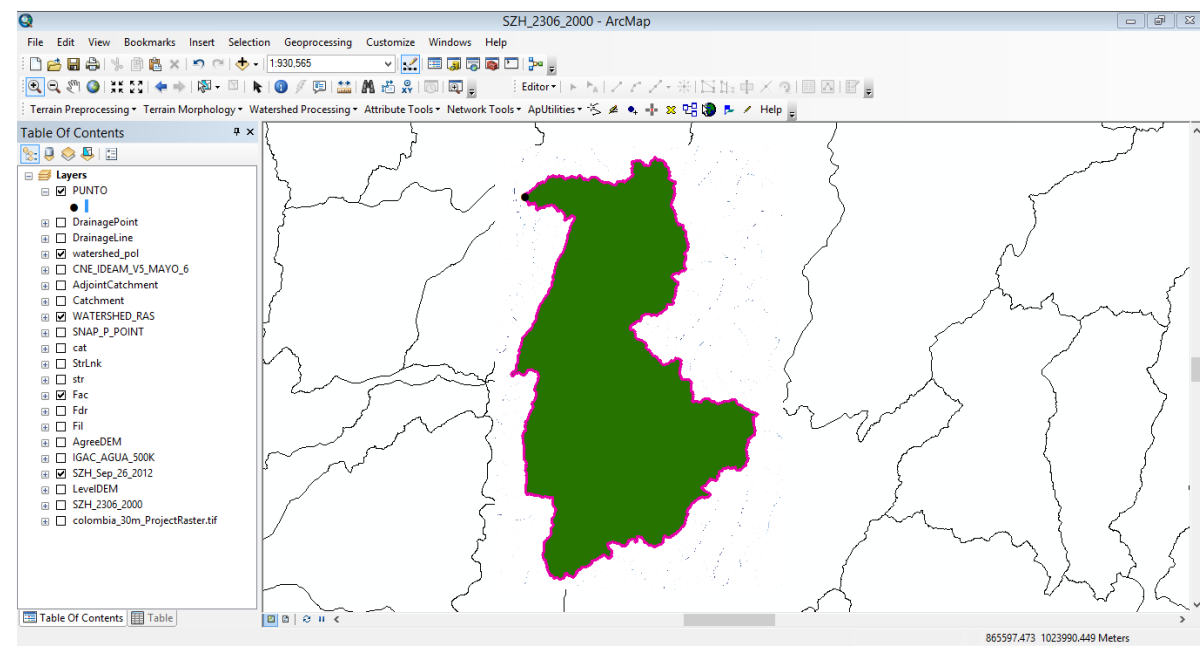 SZH_2306_2000 - ArcMap
File Edit View Bookmarks Insert Selection Geoprocessing Customize Windows Help
1:930,565
Editor
Terrain Preprocessing Terrain Morphology Watershed Processing Attribute Tools Network Tools ApUtilities Help
Table Of Contents
Layers
PUNTO
DrainagePoint
DrainageLine
watershed_pol
CNE_IDEAM_V5_MAYO_6
AdjointCatchment
Catchment
WATERSHED_RAS
SNAP_P_POINT
cat
StrLnk
str
Fac
Fdr
Fil
AgreeDEM
IGAC_AGUA_500K
SZH_Sep_26_2012
LevelDEM
SZH_2306_2000
colombia_30m_ProjectRaster.tif
Table Of Contents Table
865597.473 1023990.449 Meters